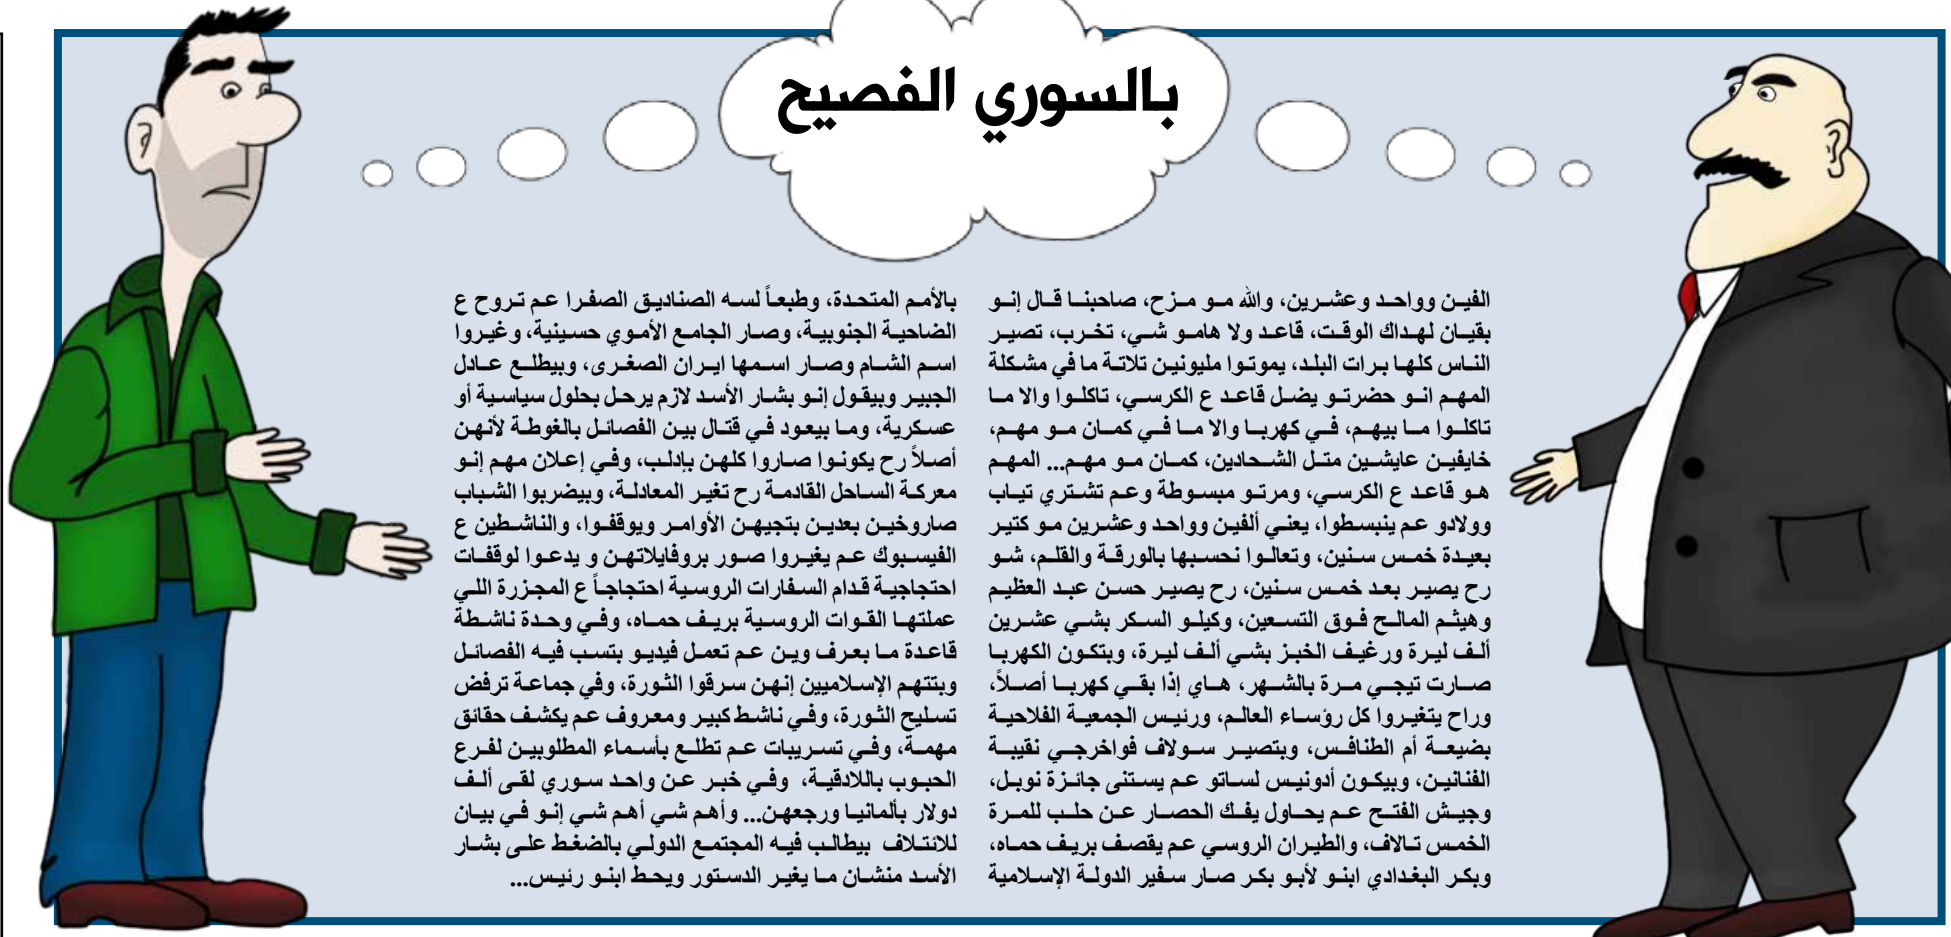 بالسوري الفصيح
الفين وواحد وعشرين، والله مو مزح، صاحبنا قال إنو
بقيان لهداك الوقت، قاعد ولا هامو شي، تخرب، تصير
الناس كلها برات البلد، يموتوا مليونين تلاتة ما في مشكلة
المهم انو حضرتو يضل قاعد ع الكرسي، تاكلوا والا ما
تاكلوا ما بيهم، في كهربا والا ما في كمان مو مهم،
خايفين عايشين متل الشحادين، كمان مو مهم... المهم
هو قاعد ع الكرسي، ومرتو مبسوطة وعم تشتري تياب
وولادو عم ينبسطوا، يعني ألفين وواحد وعشرين مو كتير
بعيدة خمس سنين، وتعالوا نحسبها بالورقة والقلم، شو
رح يصير بعد خمس سنين، رح يصير حسن عبد العظيم
وهيثم المالح فوق التسعين، وكيلو السكر بشي عشرين
ألف ليرة ورغيف الخبز بشي ألف ليرة، وبتكون الكهربا
صارت تيجي مرة بالشهر، هاي إذا بقي كهربا أصلاً،
وراح يتغيروا كل رؤساء العالم، ورئيس الجمعية الفلاحية
بضيعة أم الطنافس، وبتصير سولاف فواخرجي نقيبة
الفنانين، وبيكون أدونيس لساتو عم يستنى جائزة نوبل،
وجيش الفتح عم يحاول يفك الحصار عن حلب للمرة
الخمس تالاف، والطيران الروسي عم يقصف بريف حماه،
وبكر البغدادي ابنو لأبو بكر صار سفير الدولة الإسلامية
بالأمم المتحدة، وطبعاً لسه الصناديق الصفرا عم تروح ع
الضاحية الجنوبية، وصار الجامع الأموي حسينية، وغيروا
اسم الشام وصار اسمها ايران الصغرى، وبيطلع عادل
الجبير وبيقول إنو بشار الأسد لازم يرحل بحلول سياسية أو
عسكرية، وما بيعود في قتال بين الفصائل بالغوطة لأنهن
أصلاً رح يكونوا صاروا كلهن بإدلب، وفي إعلان مهم إنو
معركة الساحل القادمة رح تغير المعادلة، وبيضربوا الشباب
صاروخين بعدين بتجيهن الأوامر ويوقفوا، والناشطين ع
الفيسبوك عم يغيروا صور بروفايلاتهن و يدعوا لوقفات
احتجاجية قدام السفارات الروسية احتجاجاً ع المجزرة اللي
عملتها القوات الروسية بريف حماه، وفي وحدة ناشطة
قاعدة ما بعرف وين عم تعمل فيديو بتسب فيه الفصائل
وبتتهم الإسلاميين إنهن سرقوا الثورة، وفي جماعة ترفض
تسليح الثورة، وفي ناشط كبير ومعروف عم يكشف حقائق
مهمة، وفي تسريبات عم تطلع بأسماء المطلوبين لفرع
الحبوب باللادقية،  وفي خبر عن واحد سوري لقى ألف
دولار بألمانيا ورجعهن... وأهم شي أهم شي إنو في بيان
للائتلاف  بيطالب فيه المجتمع الدولي بالضغط على بشار
الأسد منشان ما يغير الدستور ويحط ابنو رئيس...